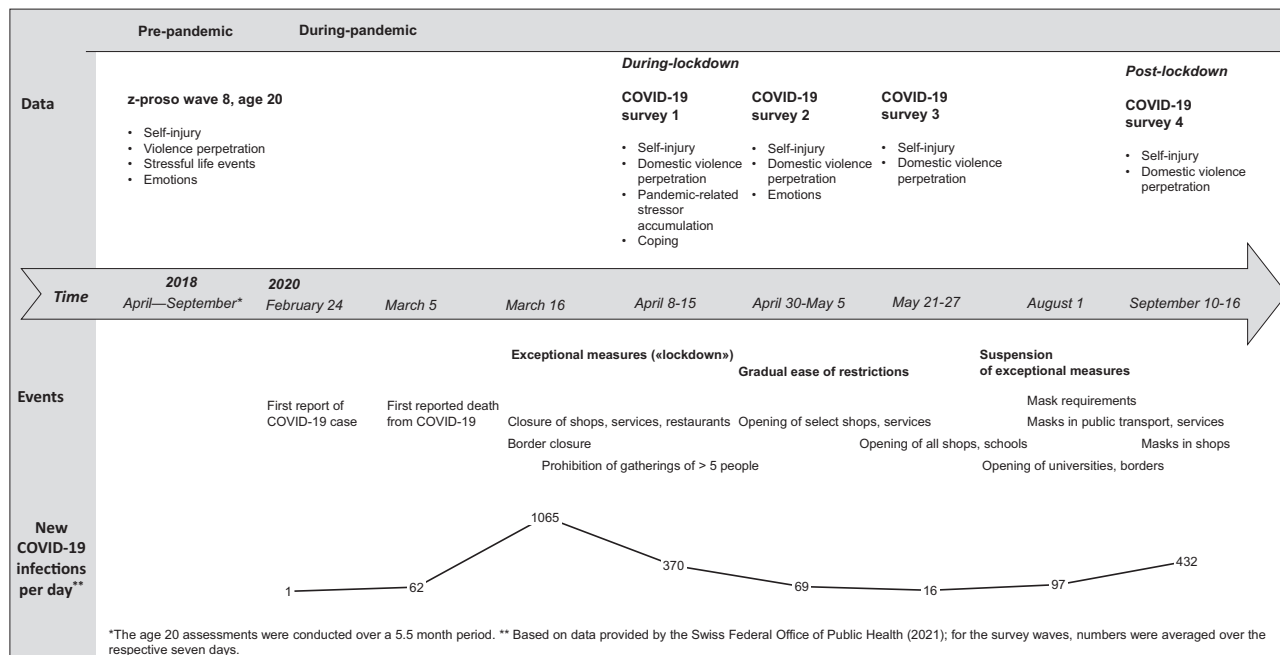 Pre-pandemic
During-pandemic
Data
z-proso wave 8, age 20
• Self-injury
• Violence perpetration
• Stressful life events
• Emotions
During-lockdown
COVID-19
survey 1
• Self-injury
• Domestic violence
perpetration
• Pandemic-related
stressor
accumulation
• Coping
COVID-19
survey 2
• Self-injury
• Domestic violence
perpetration
• Emotions
COVID-19
survey 3
• Self-injury
• Domestic violence
perpetration
Post-lockdown
COVID-19
survey 4
• Self-injury
• Domestic violence
perpetration
Time
2018
April—September*
2020
February 24
March 5
March 16
April 8-15
April 30-May 5
May 21-27
August 1
September 10-16
Events
Exceptional measures («lockdown»)
Gradual ease of restrictions
Suspension
of exceptional measures
First report of
COVID-19 case
First reported death
from COVID-19
Closure of shops, services, restaurants
Border closure
Prohibition of gatherings of > 5 people
Opening of select shops, services
Opening of all shops, schools
Mask requirements
Masks in public transport, services
Masks in shops
Opening of universities, borders
New
COVID-19
infections
per day**
1
62
1065
370
69
16
97
432
*The age 20 assessments were conducted over a 5.5 month period. ** Based on data provided by the Swiss Federal Office of Public Health (2021); for the survey waves, numbers were averaged over the
respective seven days.